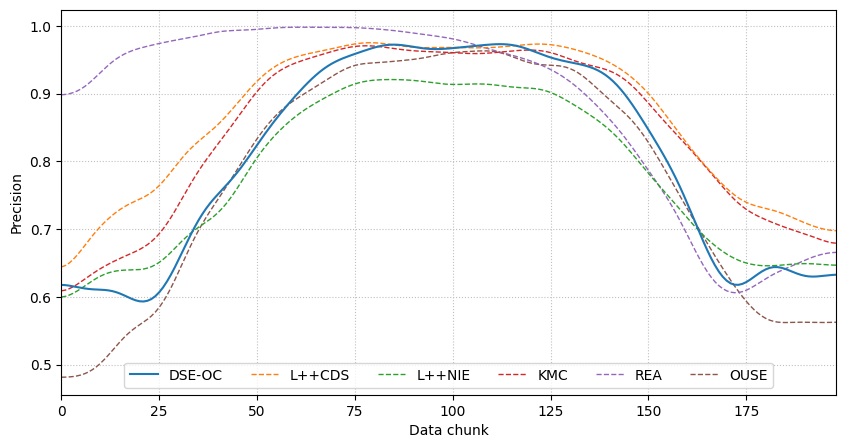 1.0
0.9
0.8
0.7
0.6
0.5
Precision
0 25 50 75 100 125 150 175
Data chunk
DSE-OC L++CDS L++NIE KMC REA OUSE